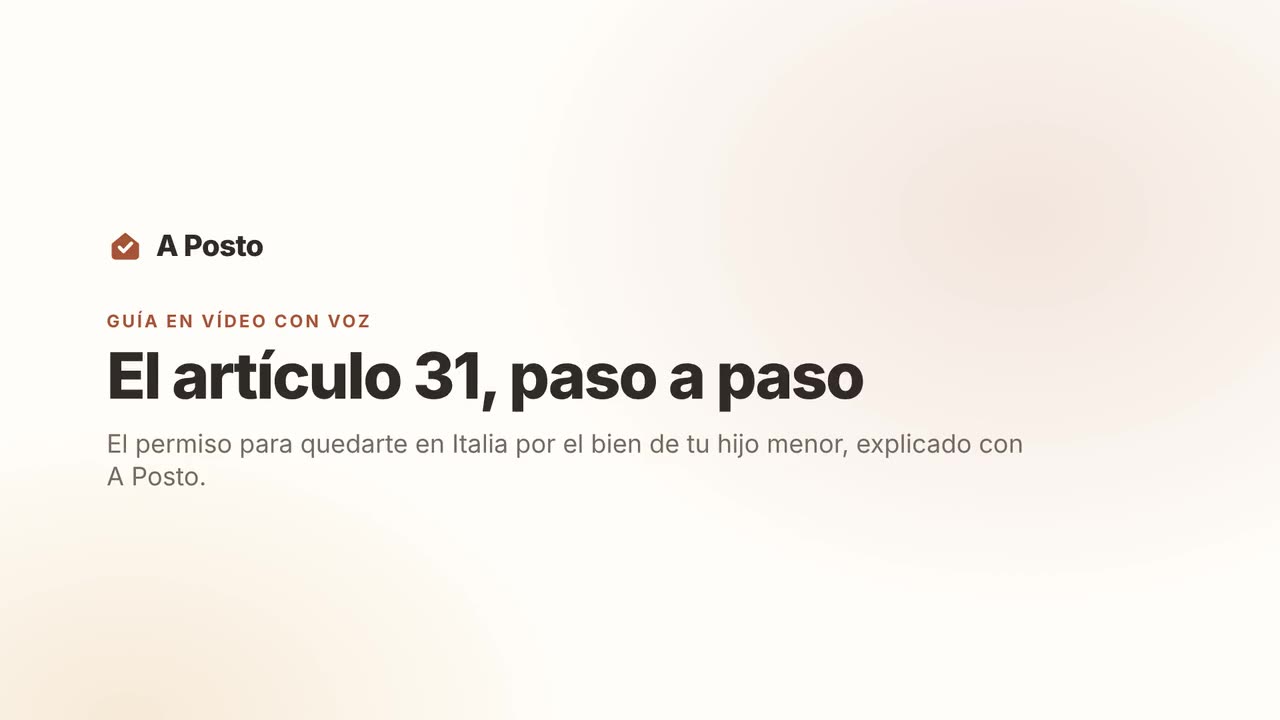 A Posto
GUÍA EN VÍDEO CON VOZ
El artículo 31, paso a paso
El permiso para quedarte en Italia por el bien de tu hijo menor, explicado con
A Posto.